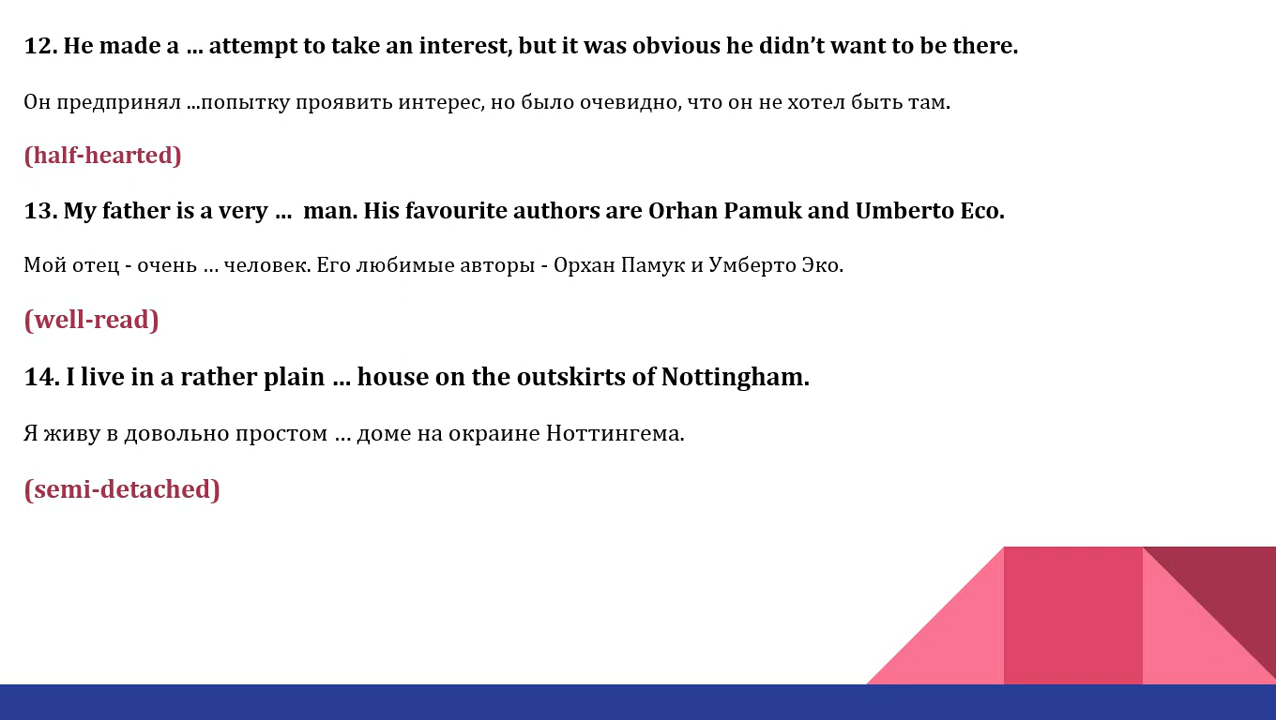 12. He made a … attempt to take an interest, but it was obvious he didn’t want to be there.
Он предпринял ...попытку проявить интерес, но было очевидно, что он не хотел быть там.
(half-hearted)
13. My father is a very … man. His favourite authors are Orhan Pamuk and Umberto Eco.
Мой отец - очень … человек. Его любимые авторы - Орхан Памук и Умберто Эко.
(well-read)
14. I live in a rather plain … house on the outskirts of Nottingham.
Я живу в довольно простом … доме на окраине Ноттингема.
(semi-detached)